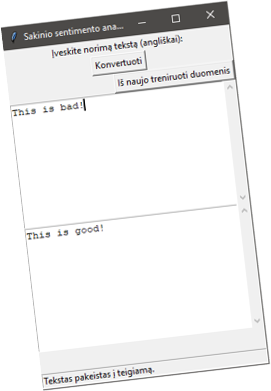 Sakinio sentimento ana...
Įveskite norimą tekstą (angliškai):
Konvertuoti
Iš naujo treniruoti duomenis
This is bad!
This is good!
Tekstas pakeistas į teigiamą.